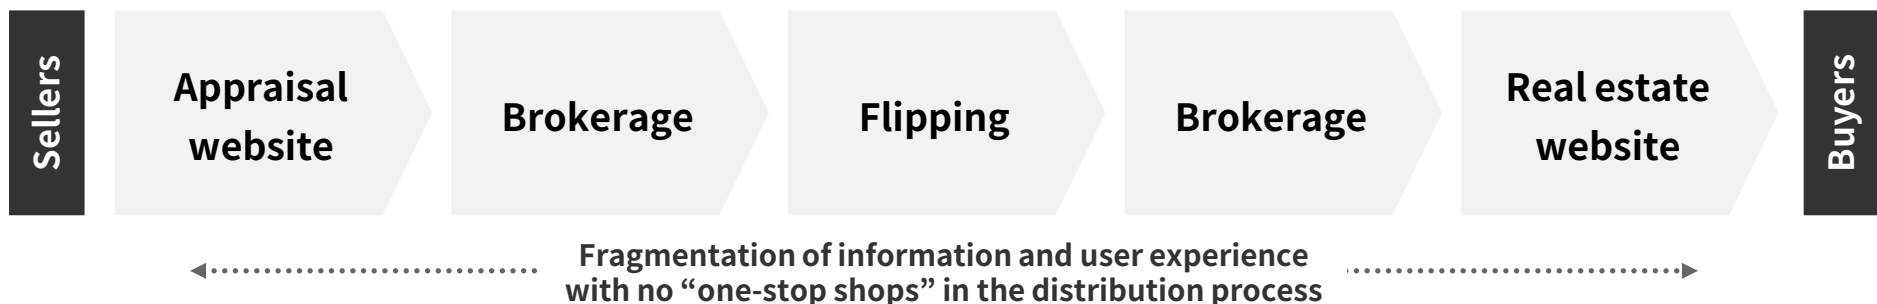 Sellers
Appraisal
website
Brokerage
Flipping
Brokerage
Real estate
website
Buyers
Fragmentation of information and user experience
with no “one-stop shops” in the distribution process